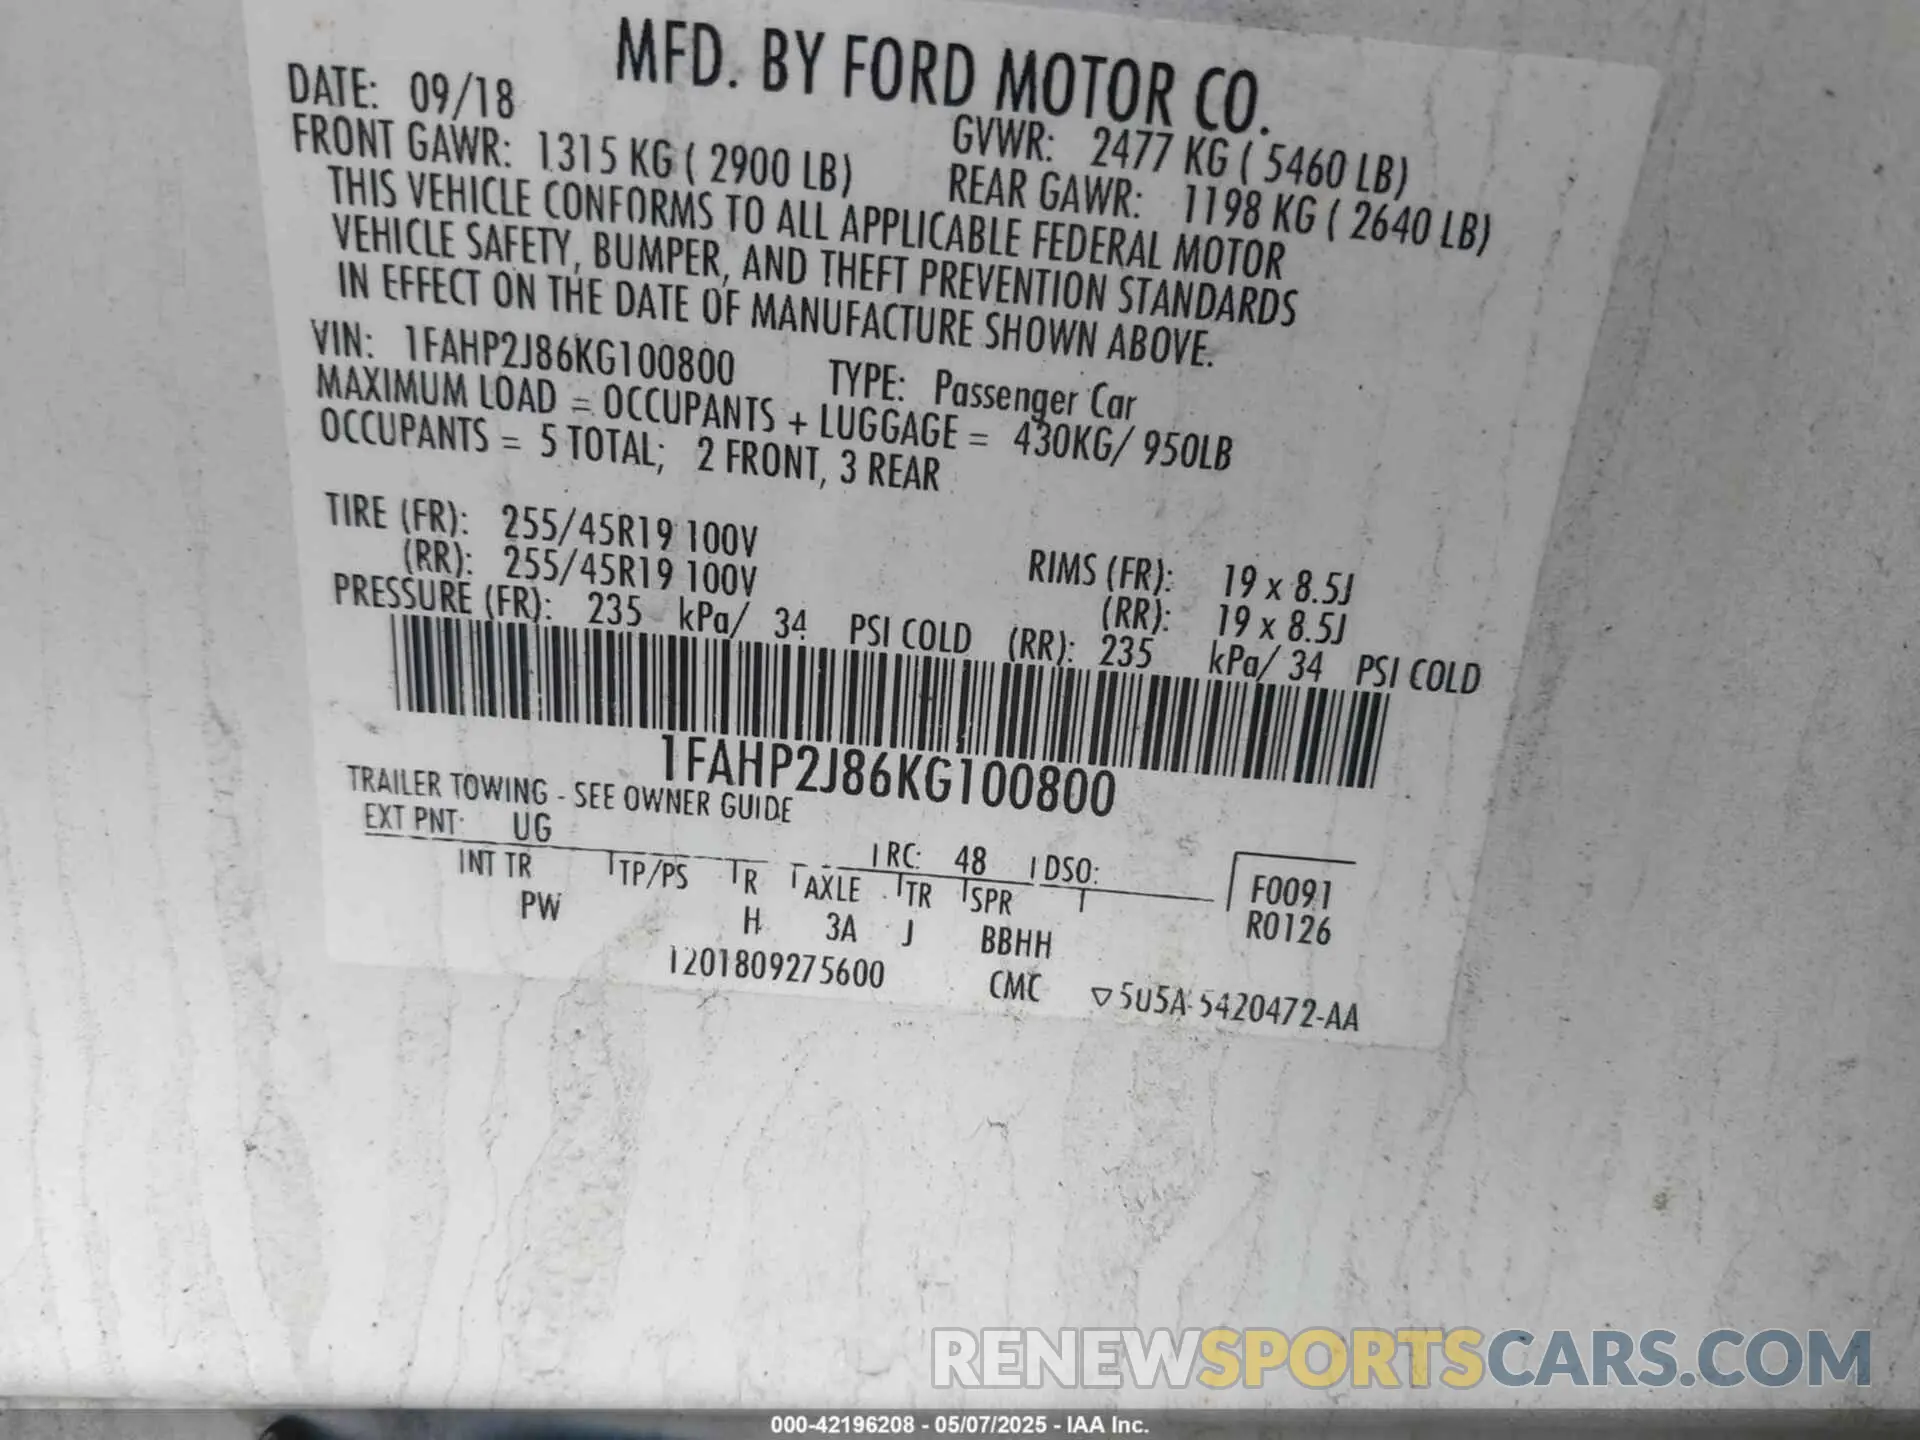 MFD. BY FORD MOTOR CO.
DATE: 09/18 GVWR: 2477 KG ( 5460 LB)
FRONT GAWR: 1315 KG ( 2900 LB) REAR GAWR: 1198 KG ( 2640 LB)
THIS VEHICLE CONFORMS TO ALL APPLICABLE FEDERAL MOTOR
VEHICLE SAFETY, BUMPER, AND THEFT PREVENTION STANDARDS
IN EFFECT ON THE DATE OF MANUFACTURE SHOWN ABOVE.
VIN: 1FAHP2J86KG100800 TYPE: Passenger Car
MAXIMUM LOAD = OCCUPANTS + LUGGAGE = 430KG/ 950LB
OCCUPANTS = 5 TOTAL; 2 FRONT, 3 REAR
TIRE (FR): 255/45R19 100V RIMS (FR): 19 x 8.5J
(RR): 255/45R19 100V (RR): 19 x 8.5J
PRESSURE (FR): 235 kPa/ 34 PSI COLD (RR): 235 kPa/ 34 PSI COLD
1FAHP2J86KG100800
TRAILER TOWING - SEE OWNER GUIDE
EXT PNT: UG RC: 48 DSO: F0091
INT TR TP/PS R AXLE TR SPR R0126
PW H 3A J BBHH
1201809275600 CMC ▽5U5A-5420472-AA
RENEWSPORTSCARS.COM
000-42196208 - 05/07/2025 - IAA Inc.